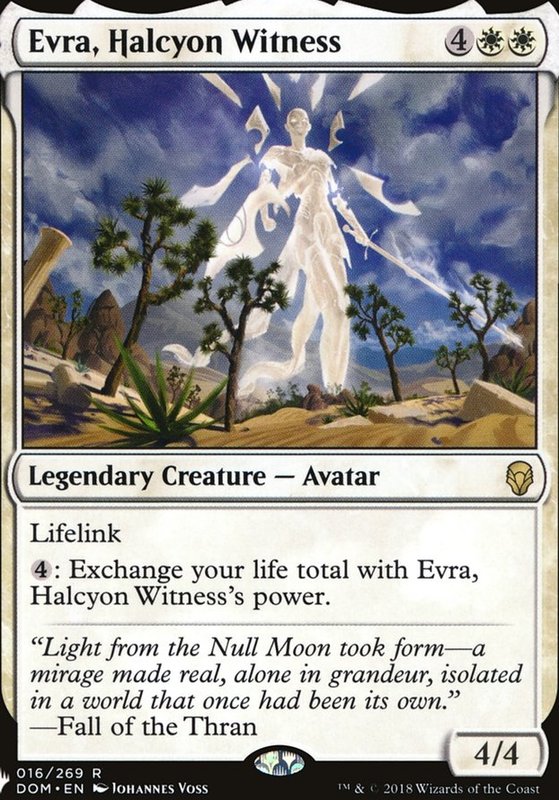 Evra, Halcyon Witness 4
Legendary Creature — Avatar
Lifelink
4: Exchange your life total with Evra,
Halcyon Witness's power.
“Light from the Null Moon took form—a
mirage made real, alone in grandeur, isolated
in a world that once had been its own.”
—Fall of the Thran
4/4
016/269 R
DOM • EN Johannes Voss
™ & © 2018 Wizards of the Coast